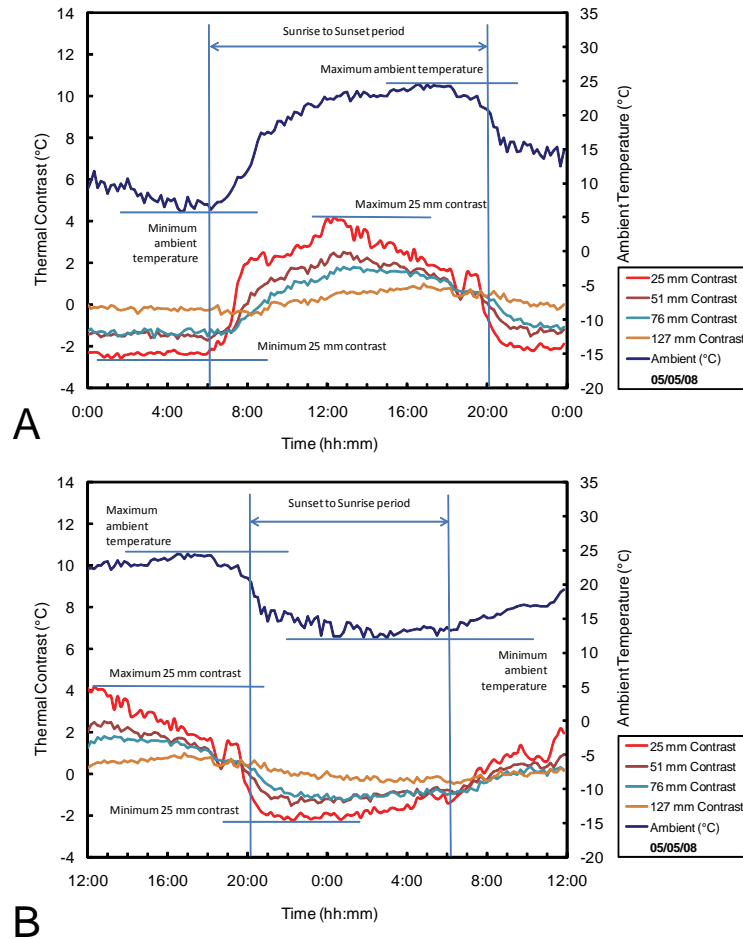 14
12
10
8
6
4
2
0
-2
-4
35
30
25
20
15
10
5
0
-5
-10
-15
-20
Thermal Contrast (°C)
Ambient Temperature (°C)
Sunrise to Sunset period
Maximum ambient temperature
Maximum 25 mm contrast
Minimum
ambient
temperature
Minimum 25 mm contrast
0:00
4:00
8:00
12:00
16:00
20:00
0:00
Time (hh:mm)
25 mm Contrast
51 mm Contrast
76 mm Contrast
127 mm Contrast
Ambient (°C)
05/05/08
A
14
12
10
8
6
4
2
0
-2
-4
35
30
25
20
15
10
5
0
-5
-10
-15
-20
Thermal Contrast (°C)
Ambient Temperature (°C)
Maximum
ambient
temperature
Sunset to Sunrise period
Maximum 25 mm contrast
Minimum
ambient
temperature
Minimum 25 mm contrast
12:00
16:00
20:00
0:00
4:00
8:00
12:00
Time (hh:mm)
25 mm Contrast
51 mm Contrast
76 mm Contrast
127 mm Contrast
Ambient (°C)
05/05/08
B